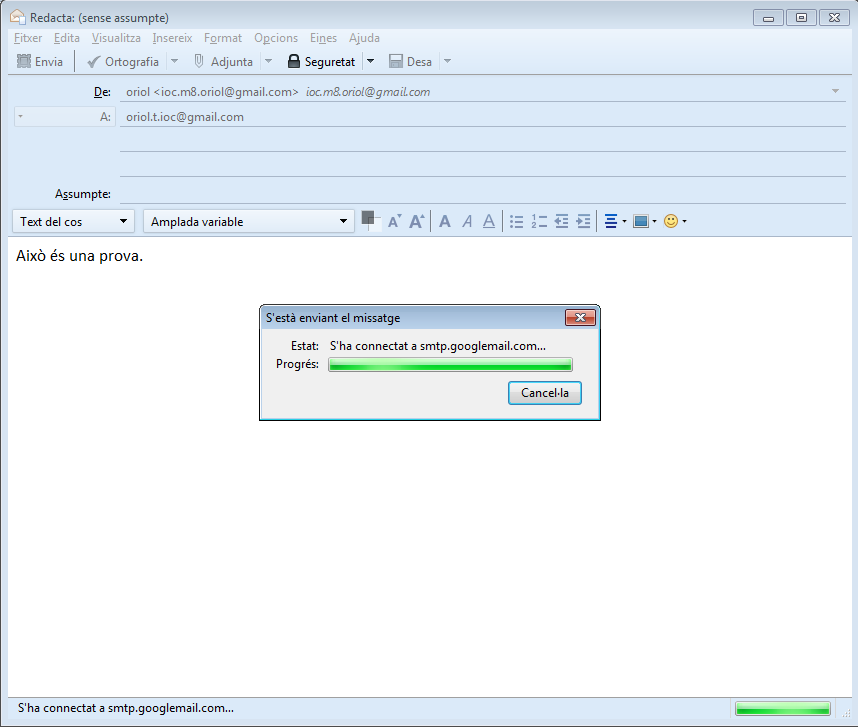 Redacta: (sense assumpte)
Fitxer Edita Visualitza Insereix Format Opcions Eines Ajuda
Envia Ortografia Adjunta Seguretat Desa
De: oriol <ioc.m8.oriol@gmail.com> ioc.m8.oriol@gmail.com
A: oriol.t.ioc@gmail.com
Assumpte:
Text del cos Amplada variable
Això és una prova.
S'està enviant el missatge
Estat: S'ha connectat a smtp.googlemail.com...
Progrés:
Cancel·la
S'ha connectat a smtp.googlemail.com...